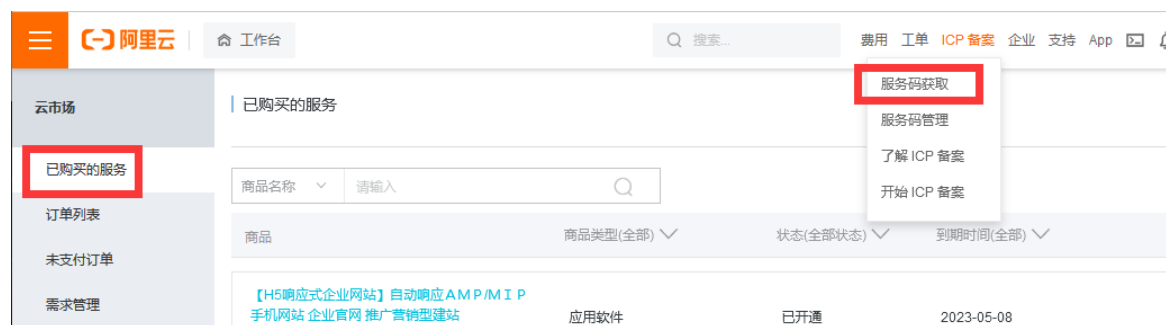 阿里云 工作台 搜索... 费用 工单 ICP 备案 企业 支持 App
服务码获取
云市场 已购买的服务
服务码管理
了解 ICP 备案
已购买的服务
商品名称 请输入 开始 ICP 备案
订单列表
商品 商品类型(全部) 状态(全部状态) 到期时间(全部)
未支付订单
【H5响应式企业网站】自动响应ＡＭＰ/ＭＩＰ
需求管理
手机网站 企业官网 推广营销型建站 应用软件 已开通 2023-05-08